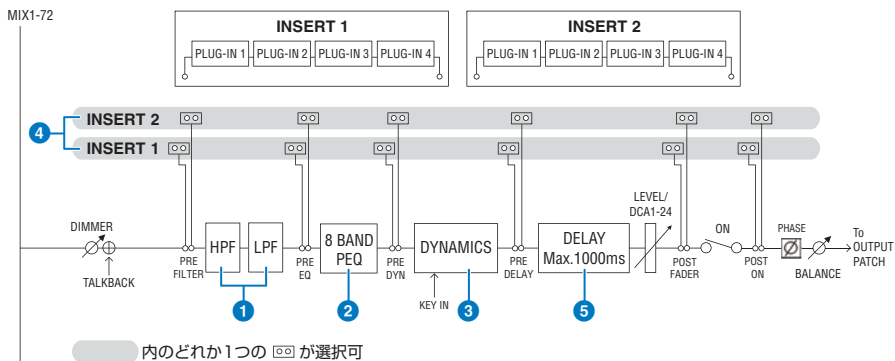 MIX1-72
INSERT 1
PLUG-IN 1
PLUG-IN 2
PLUG-IN 3
PLUG-IN 4
INSERT 2
PLUG-IN 1
PLUG-IN 2
PLUG-IN 3
PLUG-IN 4
4
INSERT 2
INSERT 1
DIMMER
TALKBACK
PRE
FILTER
HPF
LPF
1
PRE
EQ
8 BAND
PEQ
2
PRE
DYN
DYNAMICS
KEY IN
3
PRE
DELAY
DELAY
Max.1000ms
5
LEVEL/
DCA1-24
POST
FADER
ON
POST
ON
PHASE
Ø
BALANCE
To
OUTPUT
PATCH
内のどれか1つの が選択可